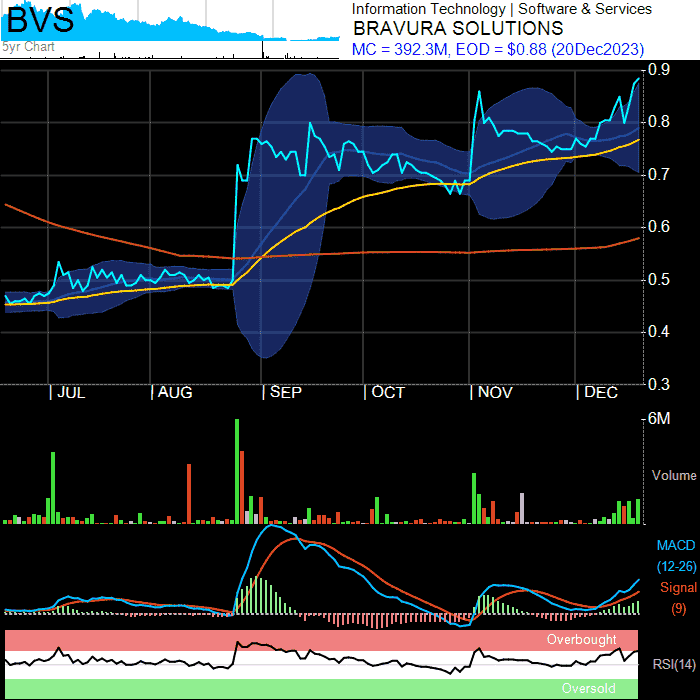 BVS
5yr Chart
Information Technology | Software & Services
BRAVURA SOLUTIONS
MC = 392.3M, EOD = $0.88 (20Dec2023)
0.9
0.8
0.7
0.6
0.5
0.4
0.3
| JUL | AUG | SEP | OCT | NOV | DEC
6M
Volume
MACD
(12-26)
Signal
(9)
Overbought
RSI(14)
Oversold